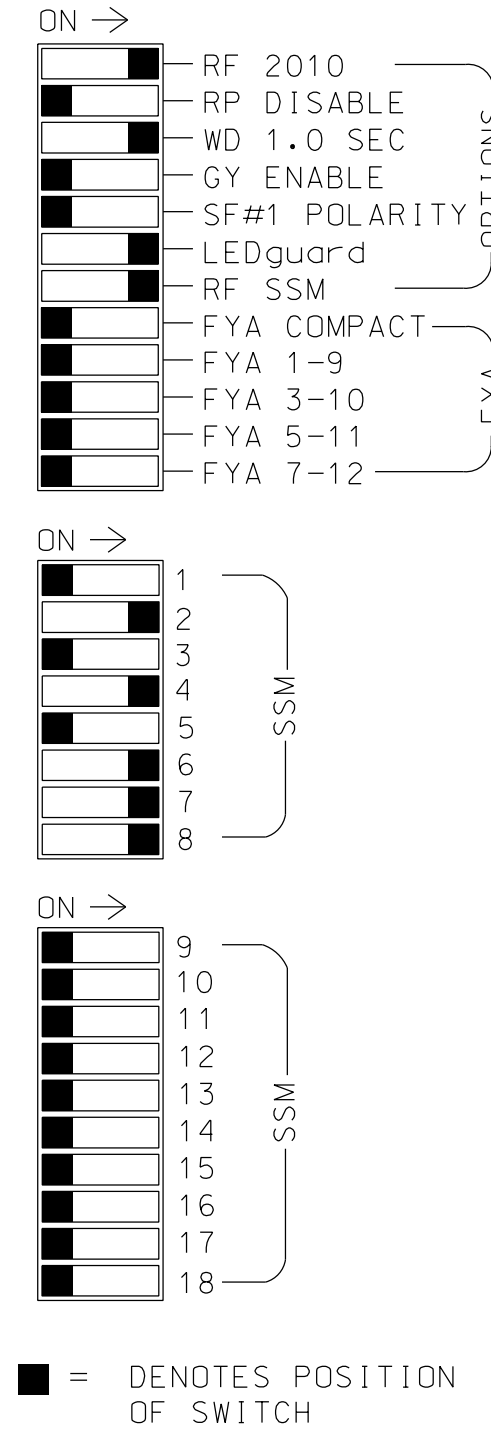 ON →
RF 2010
RP DISABLE
WD 1.0 SEC
GY ENABLE
SF#1 POLARITY
LEDguard
RF SSM
OPTIONS
FYA COMPACT
FYA 1-9
FYA 3-10
FYA 5-11
FYA 7-12
FYA
ON →
1
2
3
4
5
6
7
8
SSM
ON →
9
10
11
12
13
14
15
16
17
18
SSM
= DENOTES POSITION
OF SWITCH